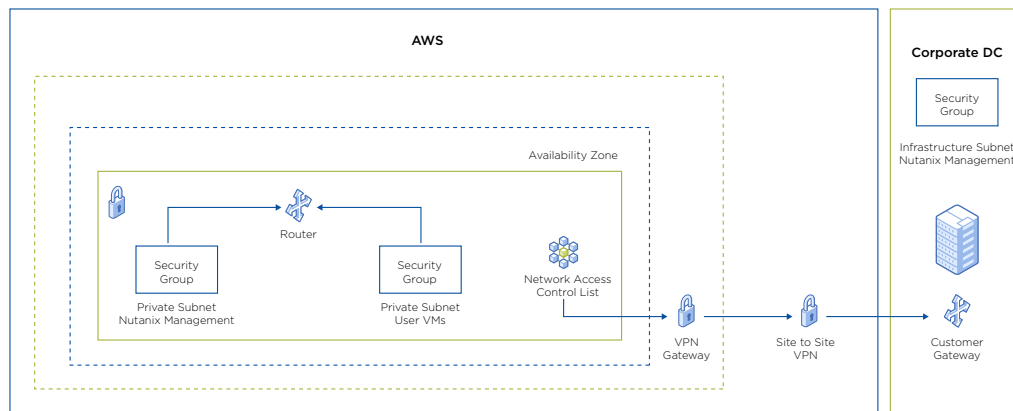 AWS
Corporate DC
Security
Group
Infrastructure Subnet
Nutanix Management
Availability Zone
Router
Security
Group
Private Subnet
Nutanix Management
Security
Group
Private Subnet
User VMs
Network Access
Control List
VPN
Gateway
Site to Site
VPN
Customer
Gateway